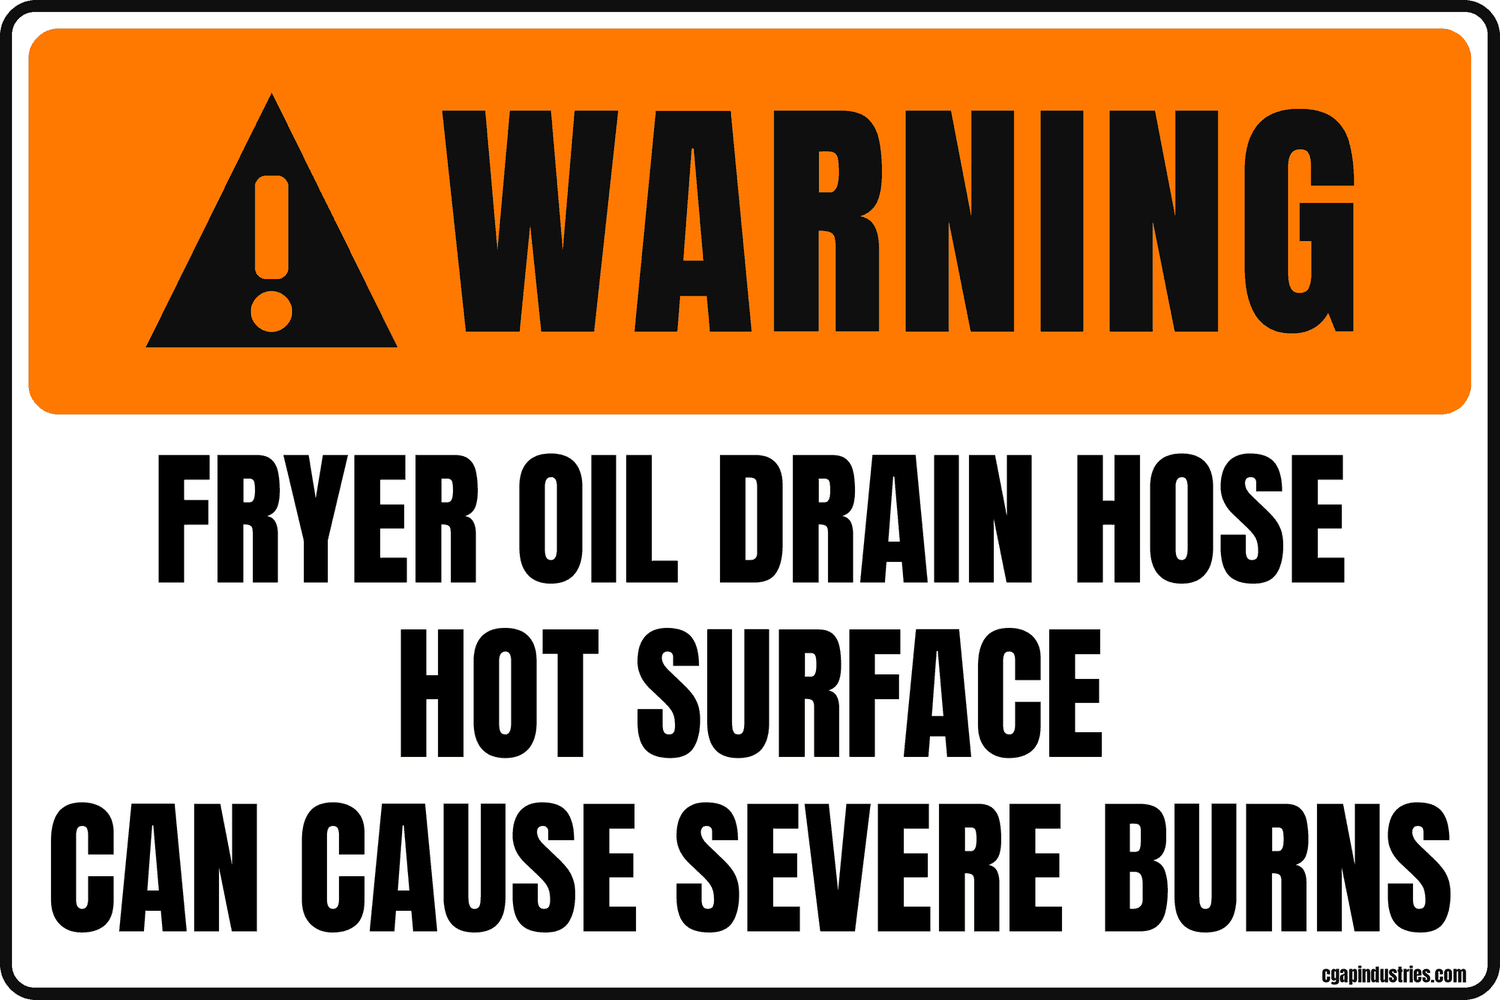 WARNING
FRYER OIL DRAIN HOSE
HOT SURFACE
CAN CAUSE SEVERE BURNS
cgapindustries.com